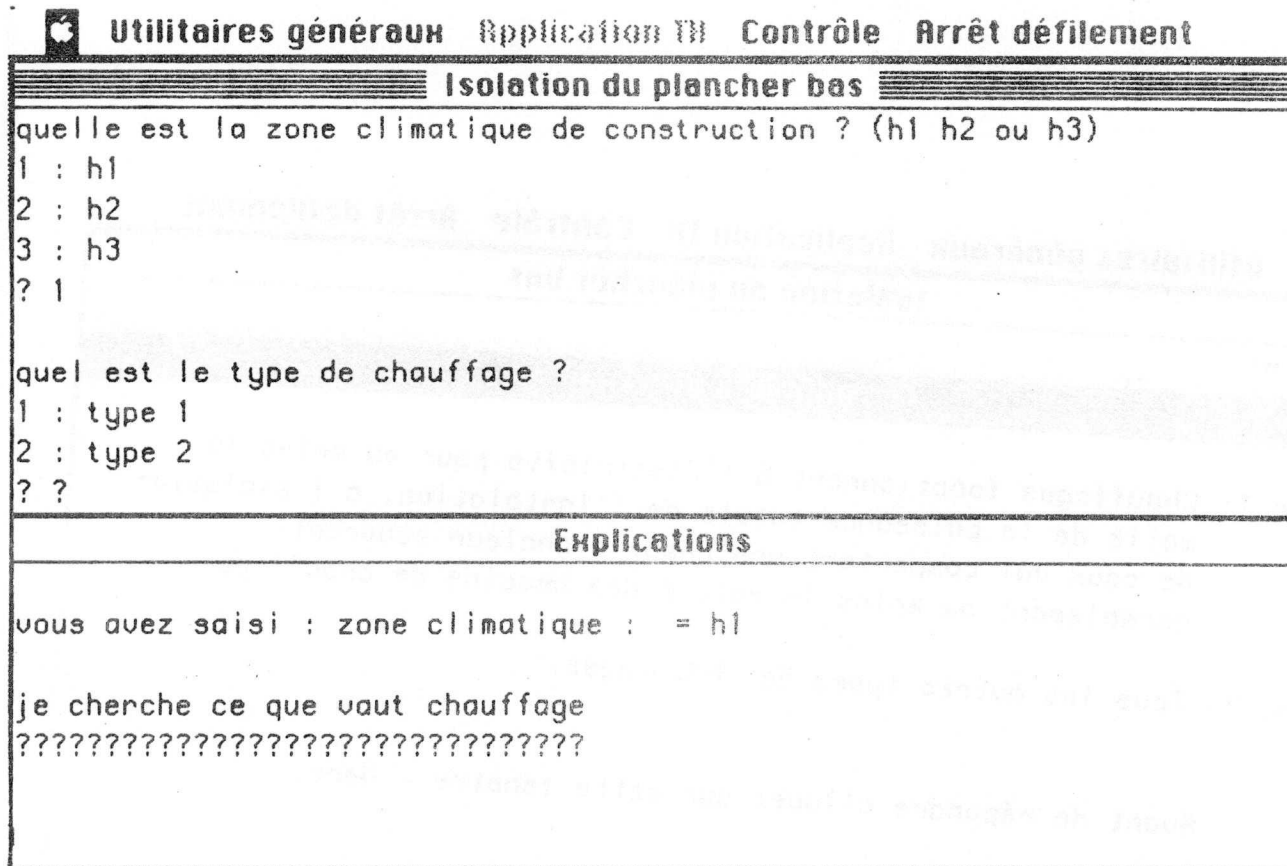 Utilitaires généraux Application TH Contrôle Arrêt défilement
Isolation du plancher bas
quelle est la zone climatique de construction ? (h1 h2 ou h3)
1 : h1
2 : h2
3 : h3
? 1
quel est le type de chauffage ?
1 : type 1
2 : type 2
? ?
Explications
vous avez saisi : zone climatique : = h1
je cherche ce que vaut chauffage
??????????????????????????????????